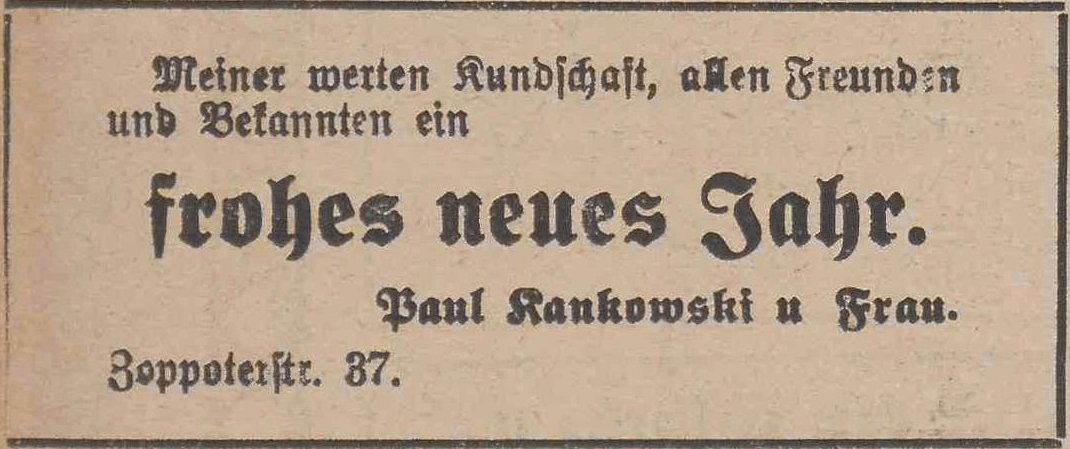 Meiner werten Kundschaft, allen Freunden
und Bekannten ein
frohes neues Jahr.
Paul Kankowski u Frau.
Zoppoterstr. 37.